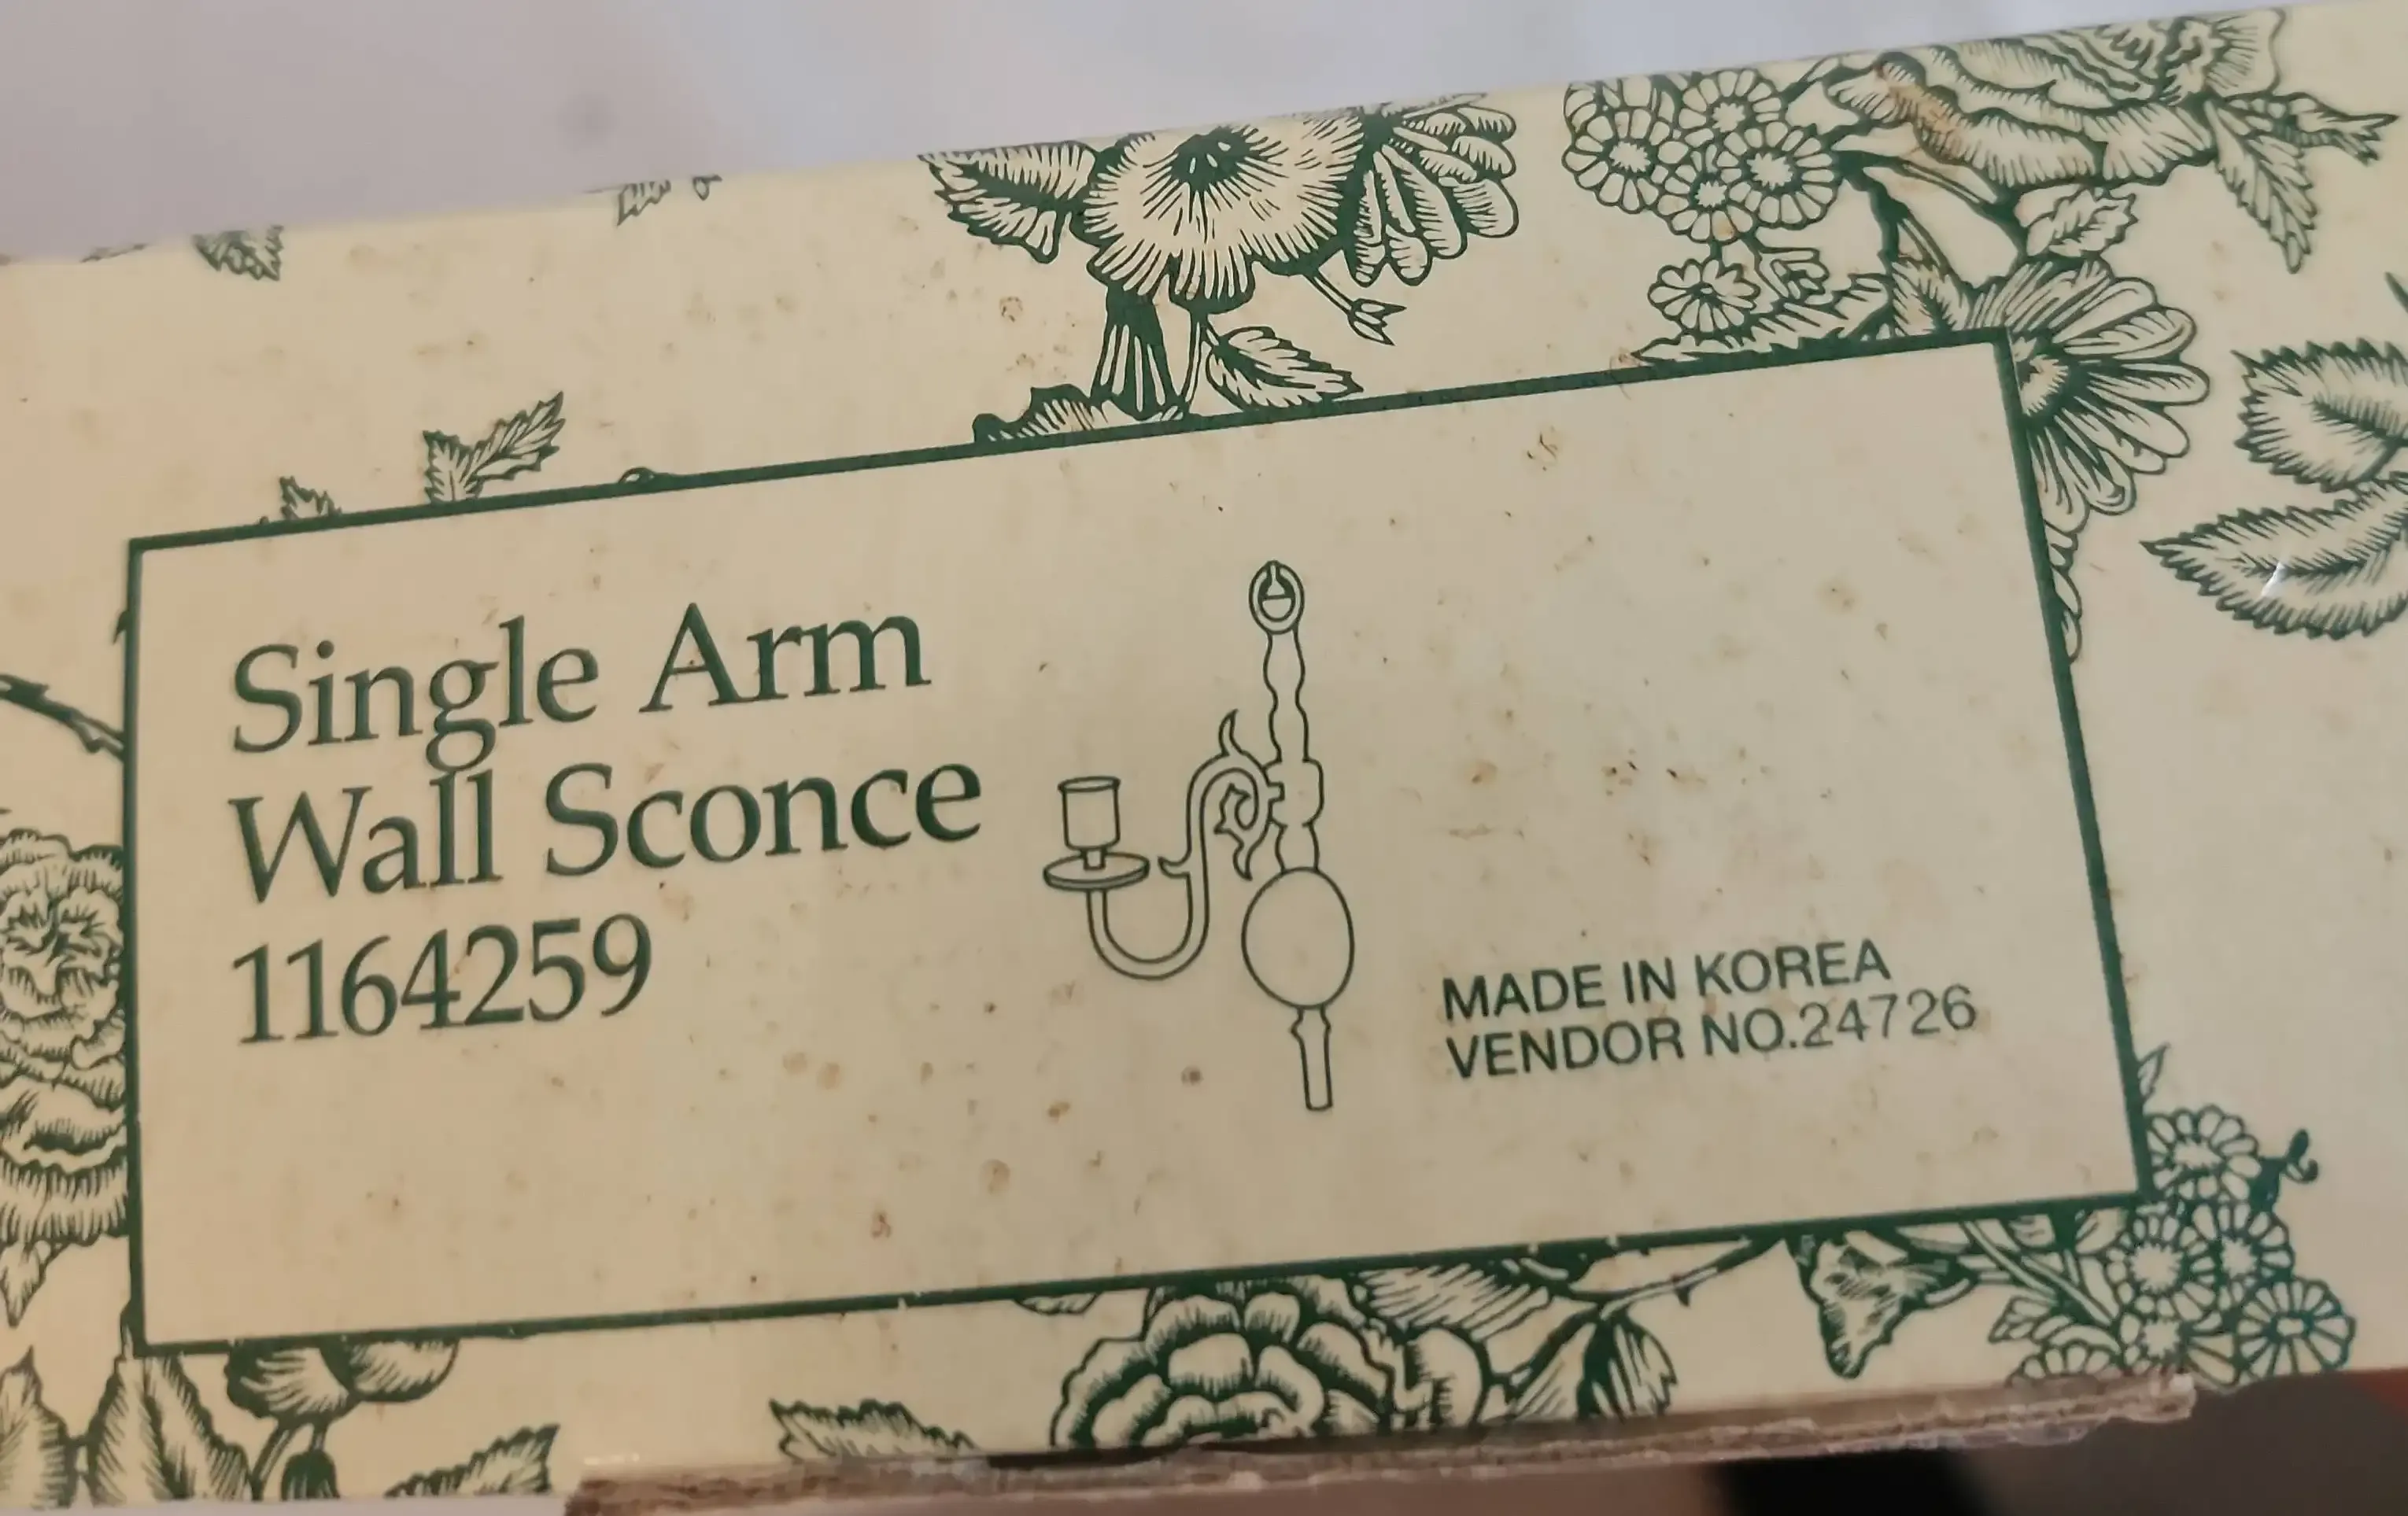 Single Arm
Wall Sconce
1164259
MADE IN KOREA
VENDOR NO.24726